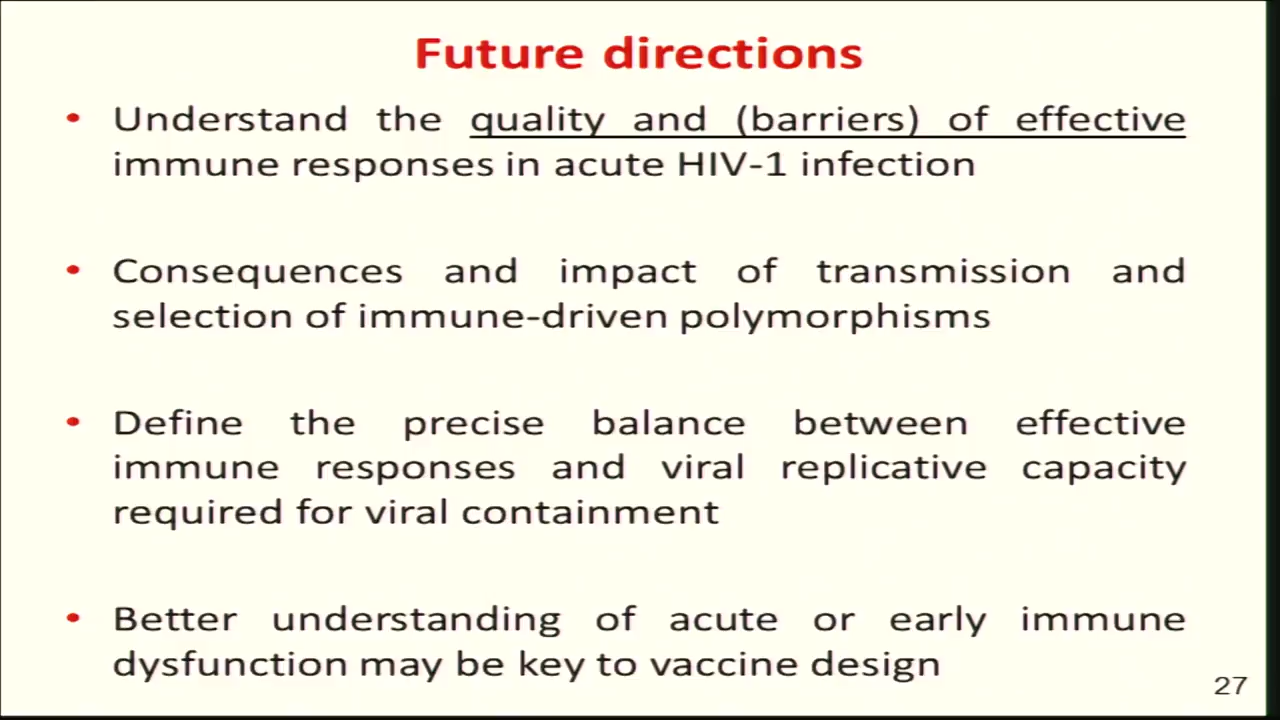 Future directions
• Understand the quality and (barriers) of effective
immune responses in acute HIV-1 infection
• Consequences and impact of transmission and
selection of immune-driven polymorphisms
• Define the precise balance between effective
immune responses and viral replicative capacity
required for viral containment
• Better understanding of acute or early immune
dysfunction may be key to vaccine design
27